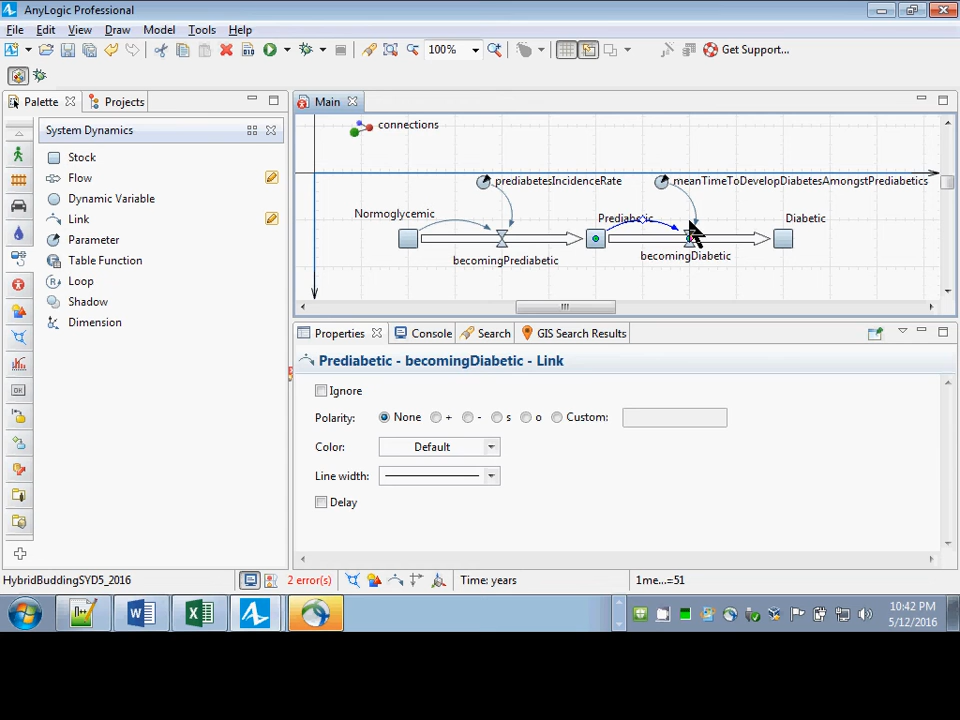 AnyLogic Professional
File Edit View Draw Model Tools Help
100% Get Support...
Palette Projects
Main
System Dynamics
Stock
Flow
Dynamic Variable
Link
Parameter
Table Function
Loop
Shadow
Dimension
connections
prediabetesIncidenceRate
meanTimeToDevelopDiabetesAmongstPrediabetics
Normoglycemic
Prediabetic
Diabetic
becomingPrediabetic
becomingDiabetic
Properties Console Search GIS Search Results
Prediabetic - becomingDiabetic - Link
Ignore
Polarity: None + - s o Custom:
Color: Default
Line width:
Delay
HybridBuddingSYD5_2016
2 error(s)
Time: years
1me...=51
10:42 PM
5/12/2016